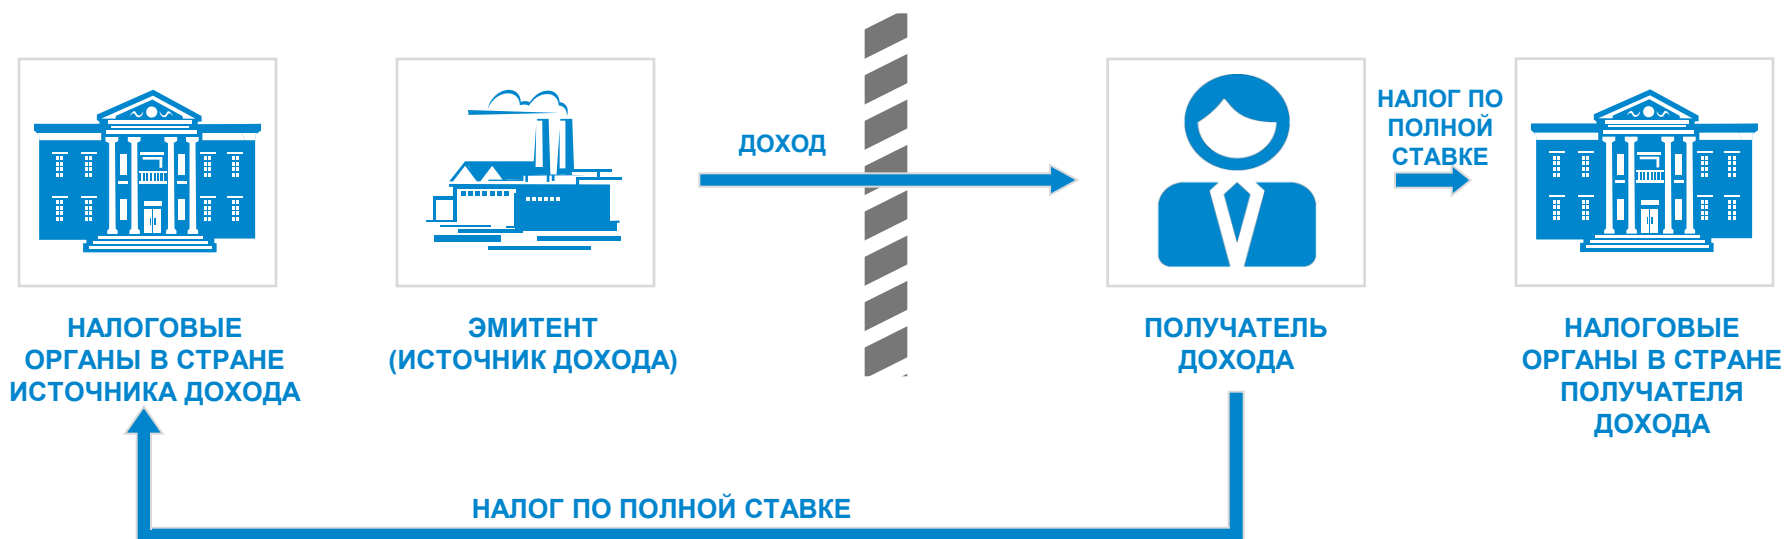 ДОХОД
НАЛОГ ПО
ПОЛНОЙ
СТАВКЕ
НАЛОГОВЫЕ
ОРГАНЫ В СТРАНЕ
ИСТОЧНИКА ДОХОДА
ЭМИТЕНТ
(ИСТОЧНИК ДОХОДА)
ПОЛУЧАТЕЛЬ
ДОХОДА
НАЛОГОВЫЕ
ОРГАНЫ В СТРАНЕ
ПОЛУЧАТЕЛЯ
ДОХОДА
НАЛОГ ПО ПОЛНОЙ СТАВКЕ